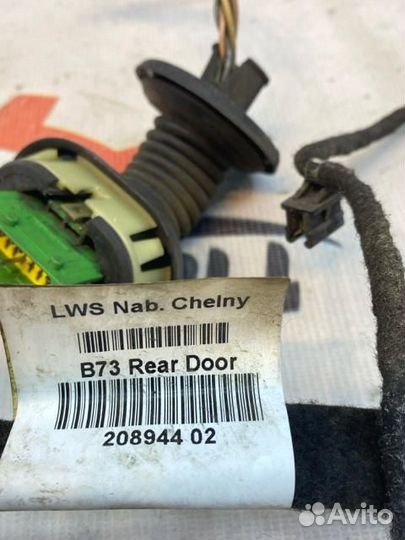 LWS Nab. Chelny
B73 Rear Door
208944 02
Avito